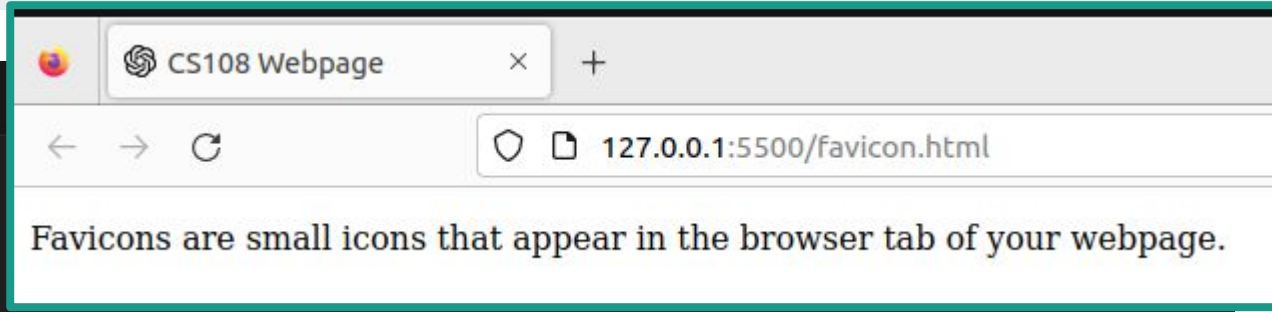 CS108 Webpage
127.0.0.1:5500/favicon.html
Favicons are small icons that appear in the browser tab of your webpage.